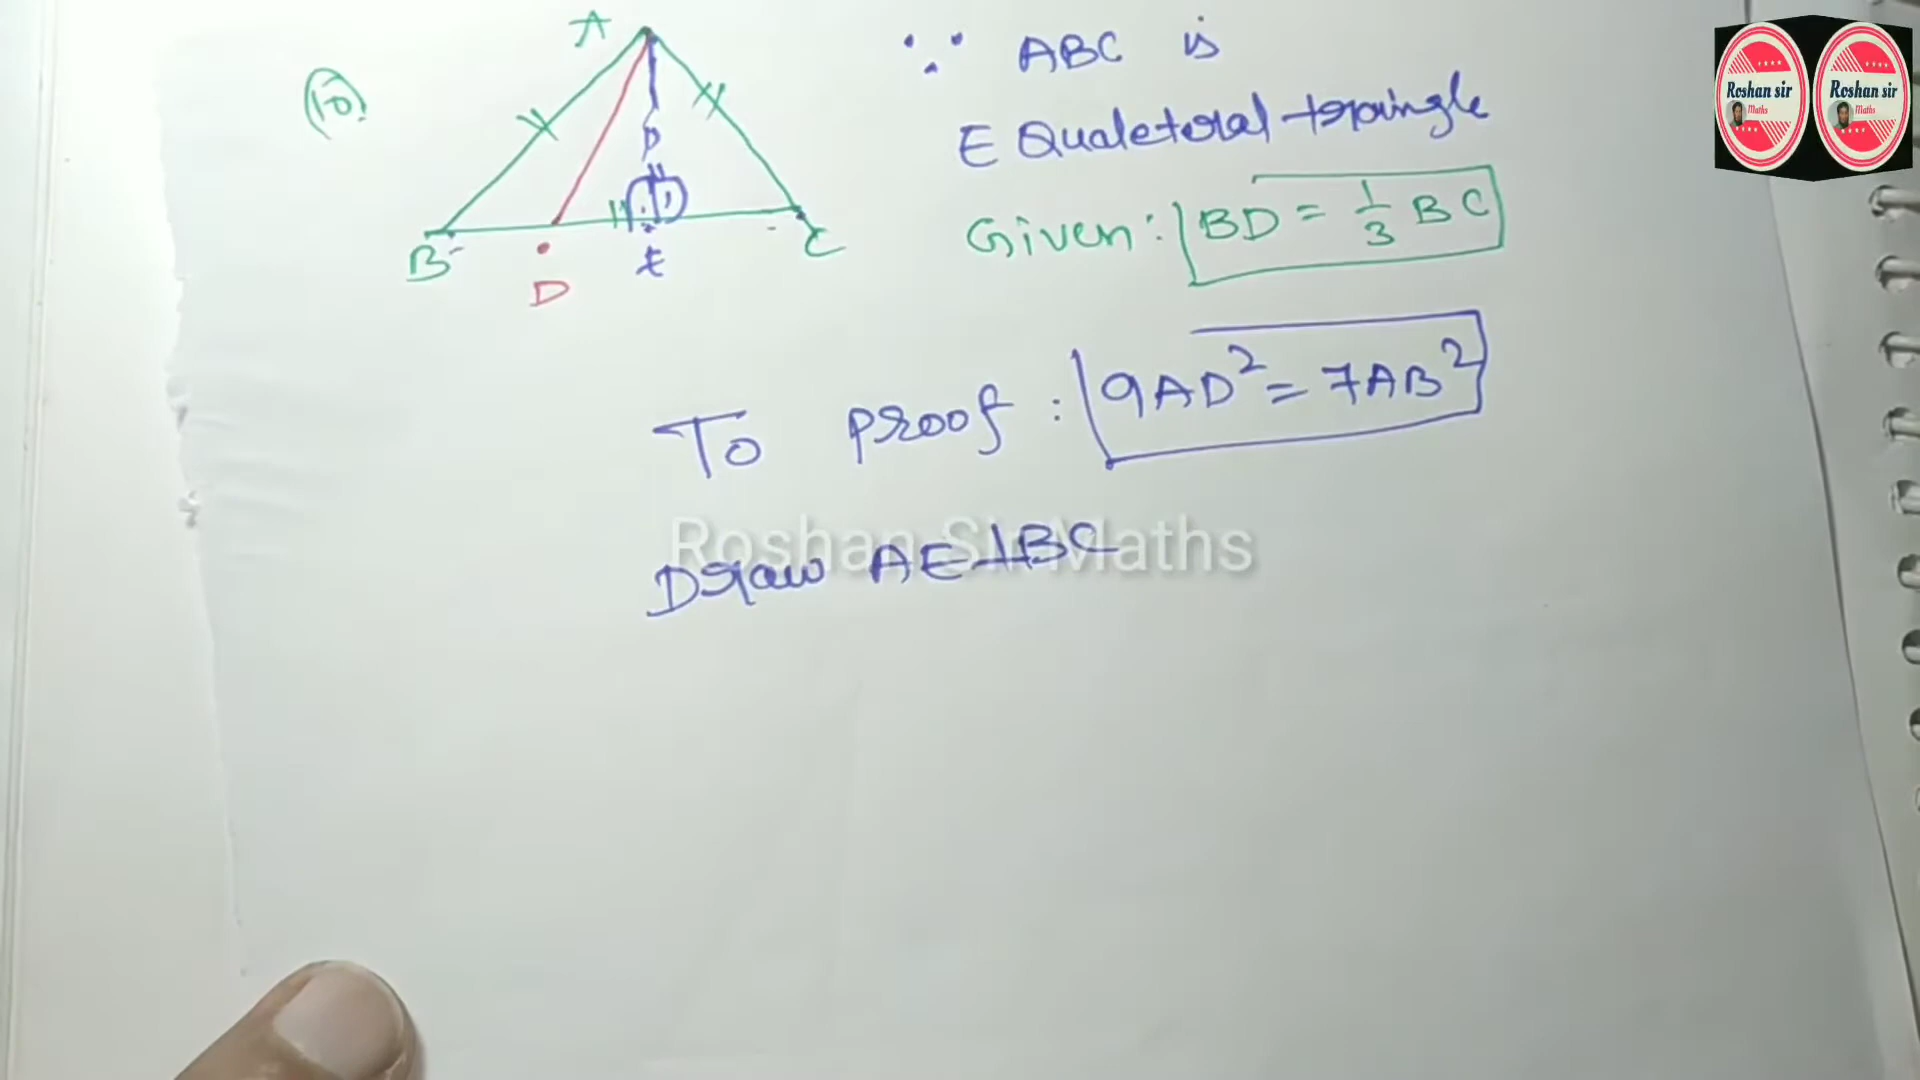 (10)
A
B
D
E
C
∵ ABC is
Equaleteral traingle
Given: BD = 1/3 BC
To proof : 9AD² = 7AB²
Draw AE⊥BC
Roshan Sir Maths
Roshan sir
Maths
Roshan sir
Maths